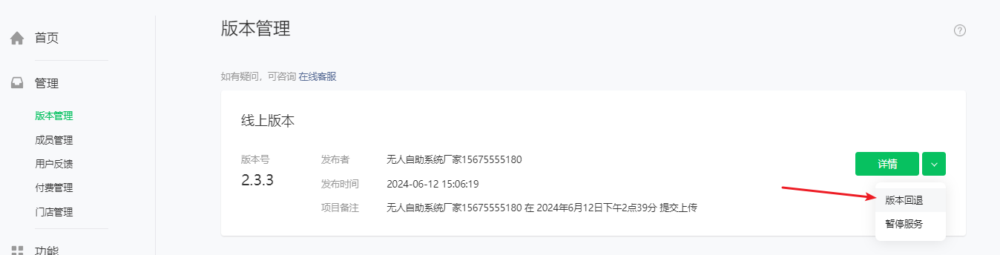 首页
管理
版本管理
成员管理
用户反馈
付费管理
门店管理
功能
版本管理
如有疑问，可咨询 在线客服
线上版本
版本号
2.3.3
发布者 无人自助系统厂家15675555180
发布时间 2024-06-12 15:06:19
项目备注 无人自助系统厂家15675555180 在 2024年6月12日下午2点39分 提交上传
详情
版本回退
暂停服务